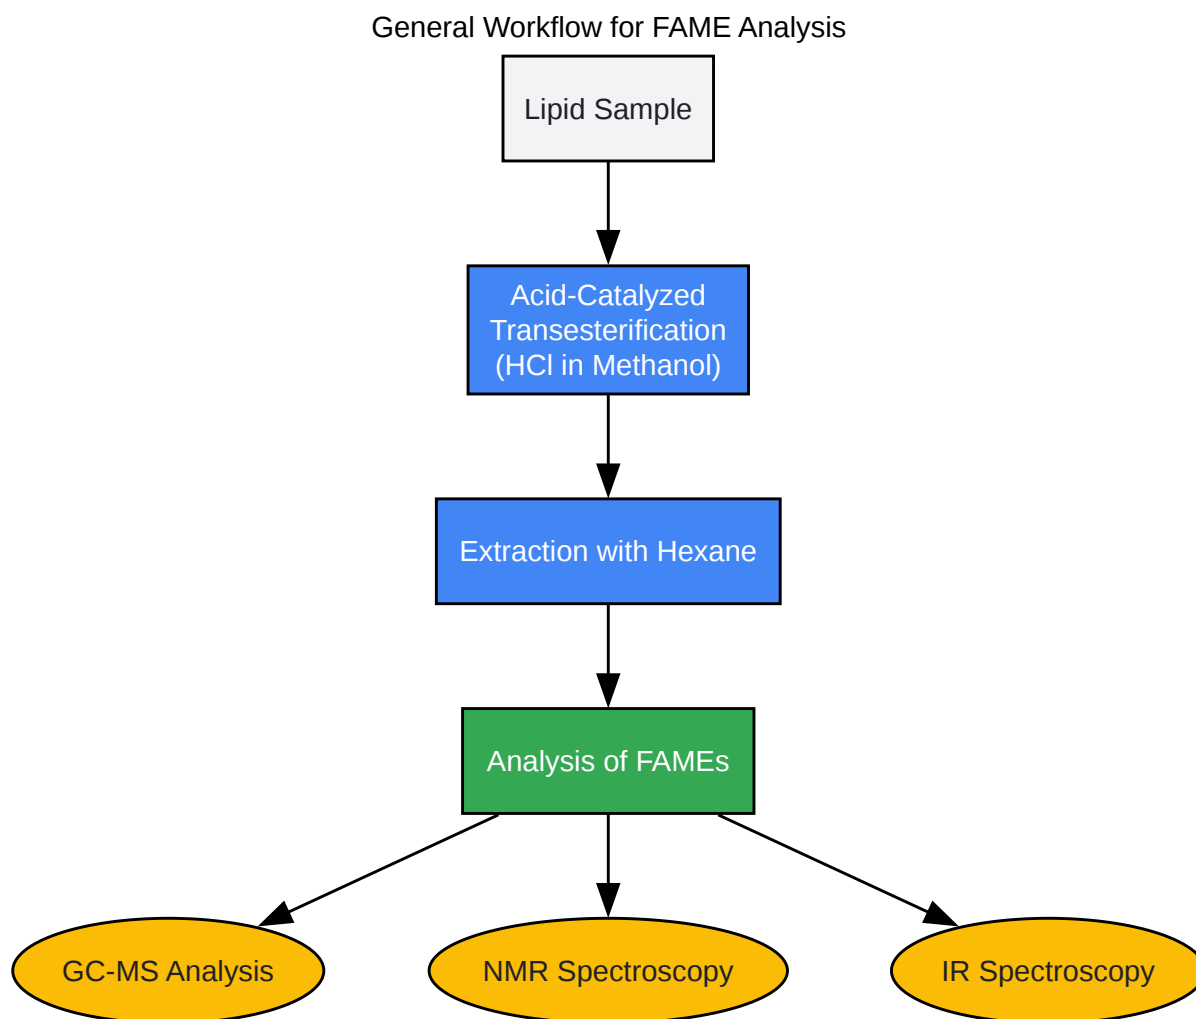 General Workflow for FAME Analysis
Lipid Sample
Acid-Catalyzed
Transesterification
(HCl in Methanol)
Extraction with Hexane
Analysis of FAMEs
GC-MS Analysis
NMR Spectroscopy
IR Spectroscopy